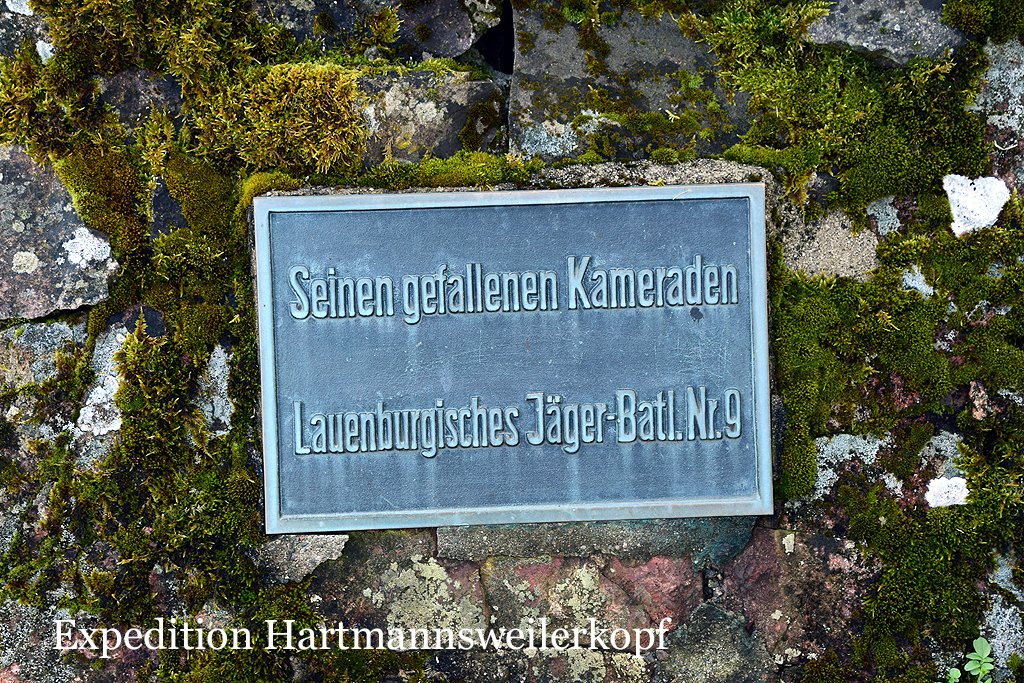 Seinen gefallenen Kameraden
Lauenburgisches Jäger-Batl. Nr. 9
Expedition Hartmannsweilerkopf